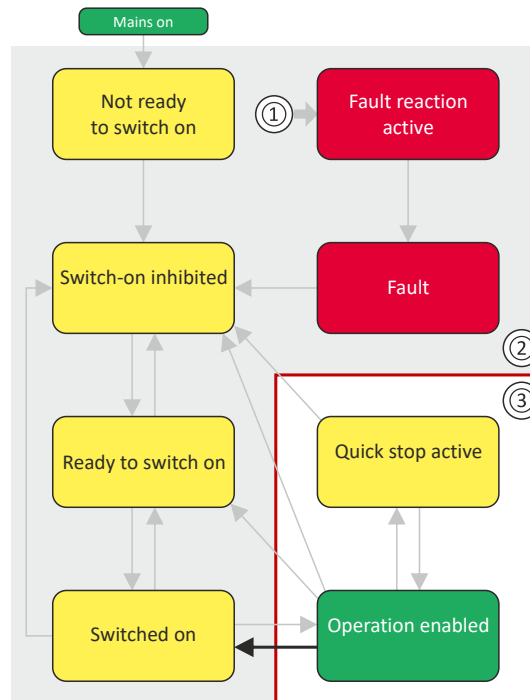 Mains on
Not ready
to switch on
①
Fault reaction
active
Switch-on inhibited
Fault
②
③
Ready to switch on
Quick stop active
Switched on
Operation enabled